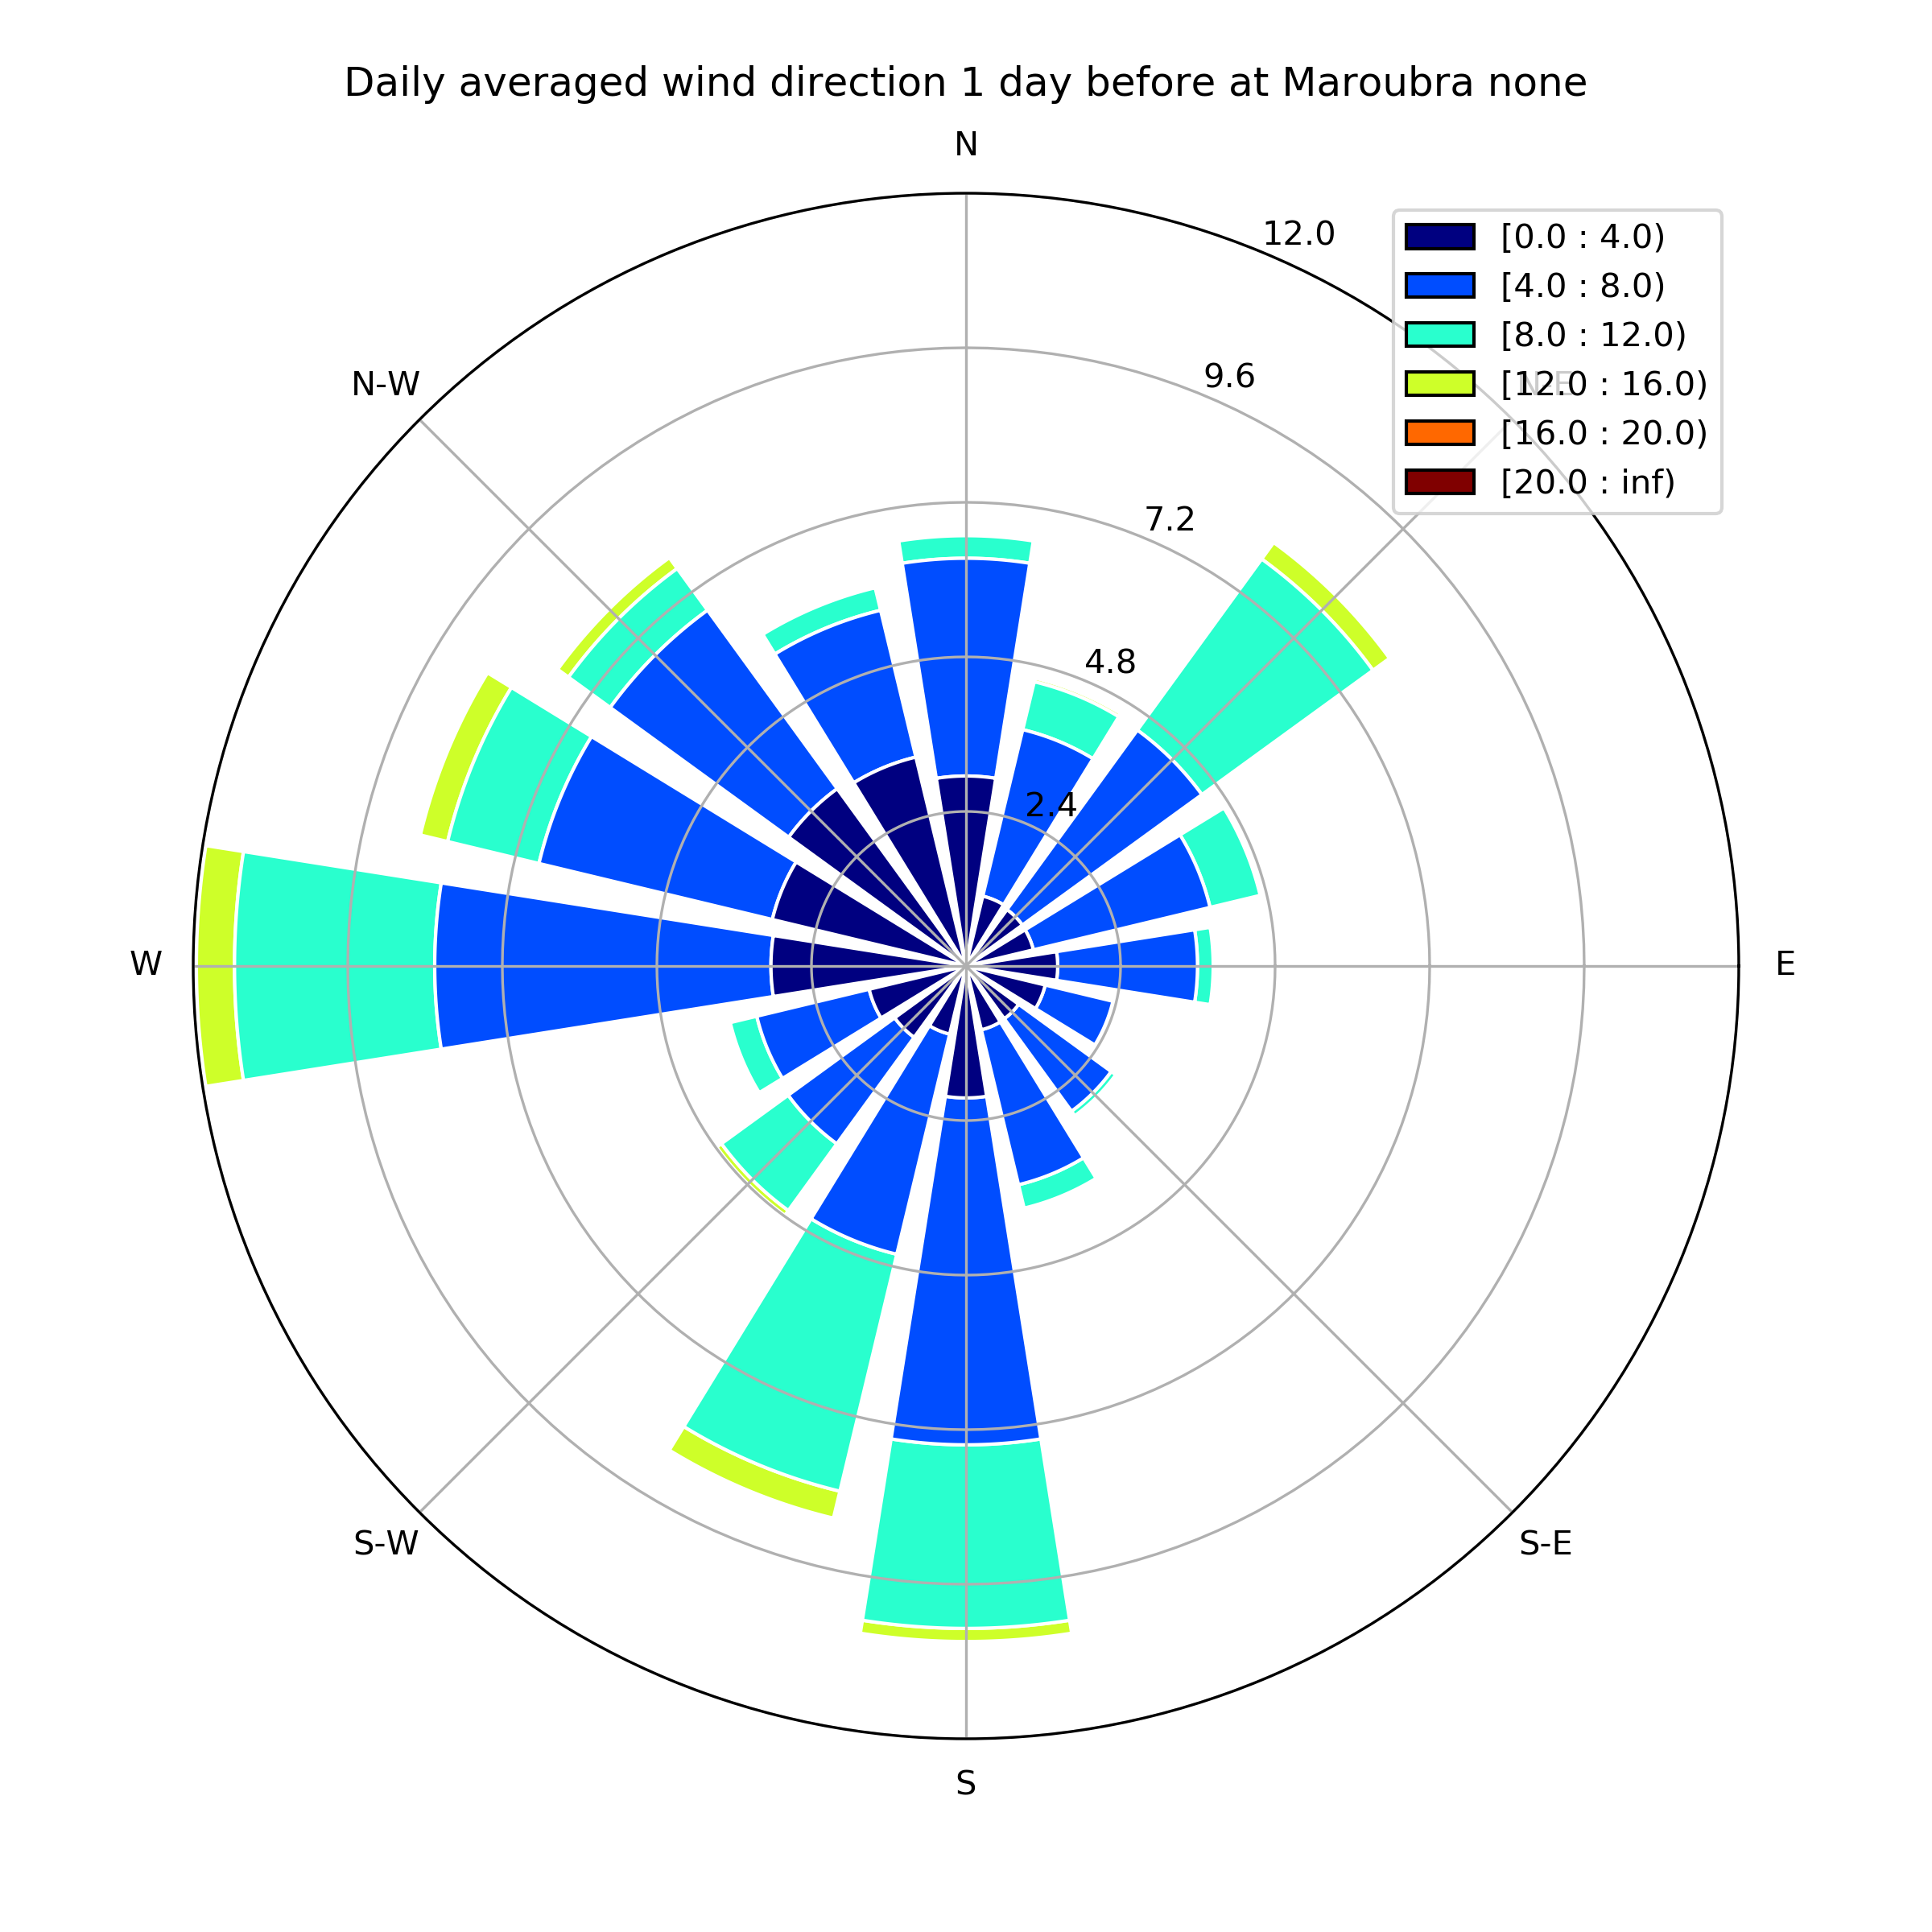 Daily averaged wind direction 1 day before at Maroubra none
N
12.0
[0.0 : 4.0)
[4.0 : 8.0)
[8.0 : 12.0)
[12.0 : 16.0)
[16.0 : 20.0)
[20.0 : inf)
N-W
N-E
9.6
7.2
4.8
2.4
W
E
S-W
S-E
S